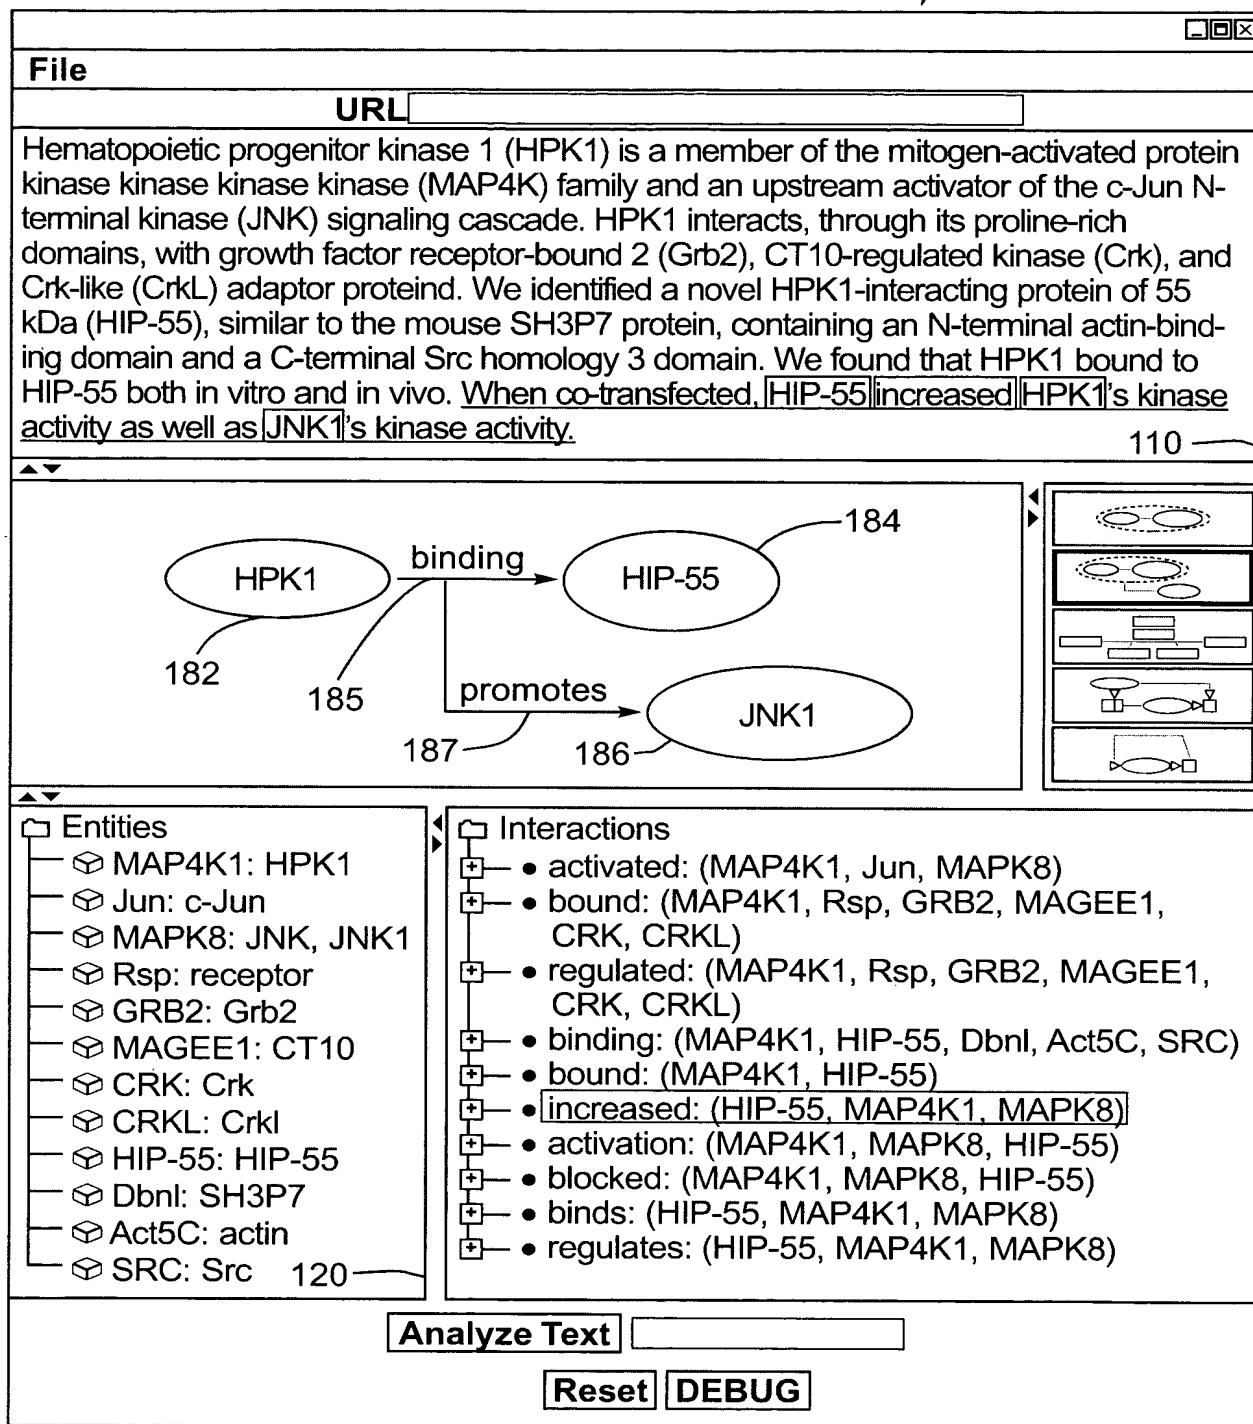 File
URL
Hematopoietic progenitor kinase 1 (HPK1) is a member of the mitogen-activated protein
kinase kinase kinase kinase (MAP4K) family and an upstream activator of the c-Jun N-
terminal kinase (JNK) signaling cascade. HPK1 interacts, through its proline-rich
domains, with growth factor receptor-bound 2 (Grb2), CT10-regulated kinase (Crk), and
Crk-like (CrkL) adaptor proteind. We identified a novel HPK1-interacting protein of 55
kDa (HIP-55), similar to the mouse SH3P7 protein, containing an N-terminal actin-bind-
ing domain and a C-terminal Src homology 3 domain. We found that HPK1 bound to
HIP-55 both in vitro and in vivo. When co-transfected, HIP-55 increased HPK1's kinase
activity as well as JNK1's kinase activity.
110
184
binding
HPK1
HIP-55
182
185
promotes
JNK1
187
186
Entities
MAP4K1: HPK1
Jun: c-Jun
MAPK8: JNK, JNK1
Rsp: receptor
GRB2: Grb2
MAGEE1: CT10
CRK: Crk
CRKL: Crkl
HIP-55: HIP-55
Dbnl: SH3P7
Act5C: actin
SRC: Src
120
Interactions
activated: (MAP4K1, Jun, MAPK8)
bound: (MAP4K1, Rsp, GRB2, MAGEE1,
CRK, CRKL)
regulated: (MAP4K1, Rsp, GRB2, MAGEE1,
CRK, CRKL)
binding: (MAP4K1, HIP-55, Dbnl, Act5C, SRC)
bound: (MAP4K1, HIP-55)
increased: (HIP-55, MAP4K1, MAPK8)
activation: (MAP4K1, MAPK8, HIP-55)
blocked: (MAP4K1, MAPK8, HIP-55)
binds: (HIP-55, MAP4K1, MAPK8)
regulates: (HIP-55, MAP4K1, MAPK8)
Analyze Text
Reset DEBUG